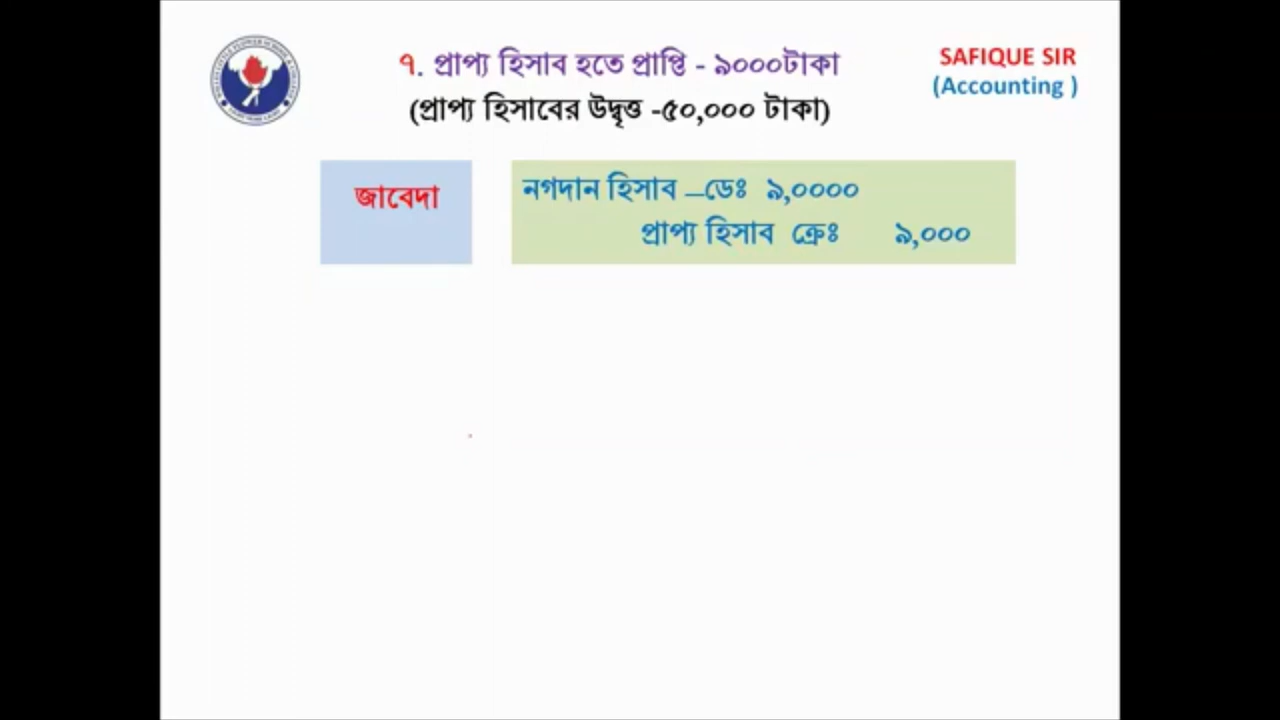 ৭. প্রাপ্য হিসাব হতে প্রাপ্তি - ৯০০০টাকা
(প্রাপ্য হিসাবের উদ্বৃত্ত -৫০,০০০ টাকা)
SAFIQUE SIR
(Accounting )
জাবেদা
নগদান হিসাব –ডেঃ ৯,০০০০
প্রাপ্য হিসাব ক্রেঃ ৯,০০০